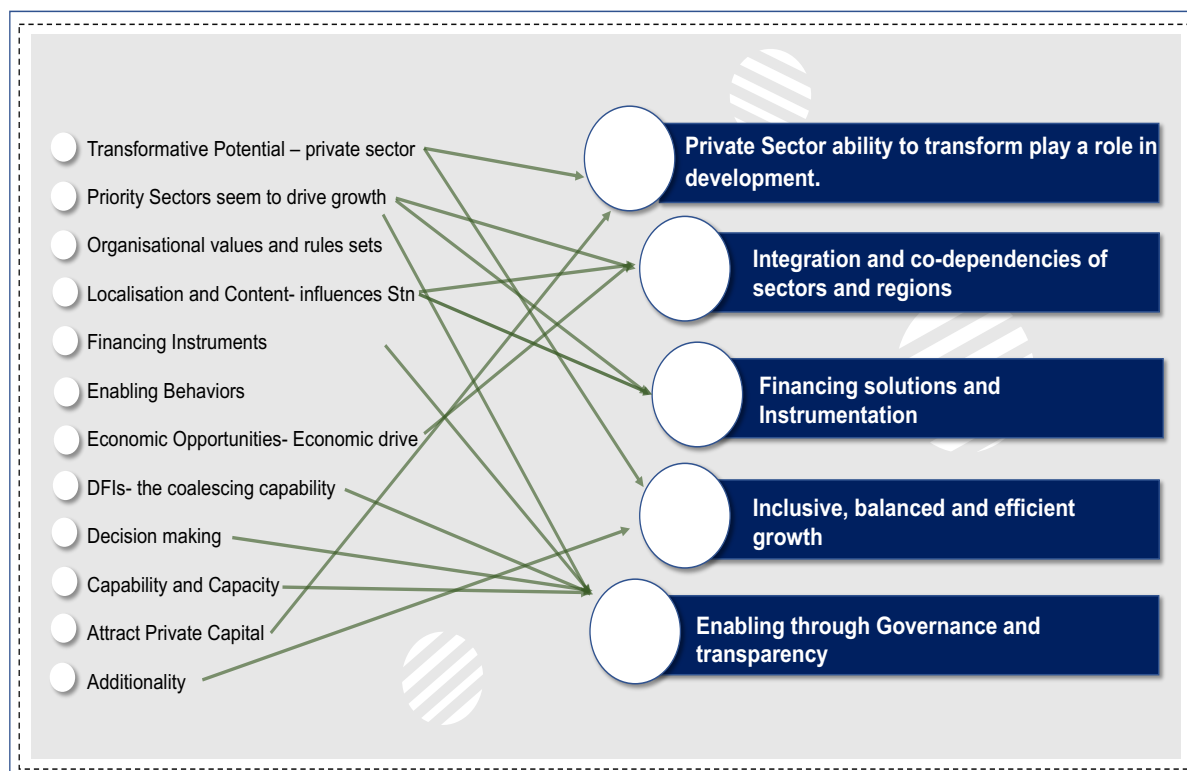 Transformative Potential – private sector
Priority Sectors seem to drive growth
Organisational values and rules sets
Localisation and Content- influences Stn
Financing Instruments
Enabling Behaviors
Economic Opportunities- Economic drive
DFIs- the coalescing capability
Decision making
Capability and Capacity
Attract Private Capital
Additionality
Private Sector ability to transform play a role in
development.
Integration and co-dependencies of
sectors and regions
Financing solutions and
Instrumentation
Inclusive, balanced and efficient
growth
Enabling through Governance and
transparency